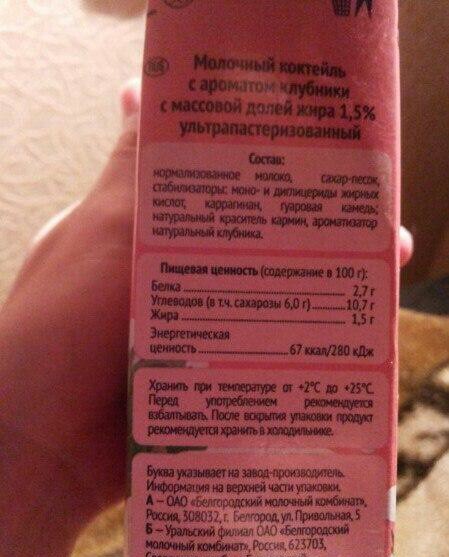 Молочный коктейль
с ароматом клубники
с массовой долей жира 1,5%
ультрапастеризованный
Состав:
нормализованное молоко, сахар-песок,
стабилизаторы: моно- и диглицериды жирных
кислот, каррагинан, гуаровая камедь;
натуральный краситель кармин, ароматизатор
натуральный клубника.
Пищевая ценность (содержание в 100 г):
Белка 2,7 г
Углеводов (в т.ч. сахарозы 6,0 г) 10,7 г
Жира 1,5 г
Энергетическая
ценность 67 ккал/280 кДж
Хранить при температуре от +2°С до +25°С.
Перед употреблением рекомендуется
взбалтывать. После вскрытия упаковки продукт
рекомендуется хранить в холодильнике.
Буква указывает на завод-производитель.
Информация на верхней части упаковки.
А – ОАО «Белгородский молочный комбинат»,
Россия, 308032, г. Белгород, ул. Привольная, 5
Б – Уральский филиал ОАО «Белгородский
молочный комбинат», Россия, 623703,